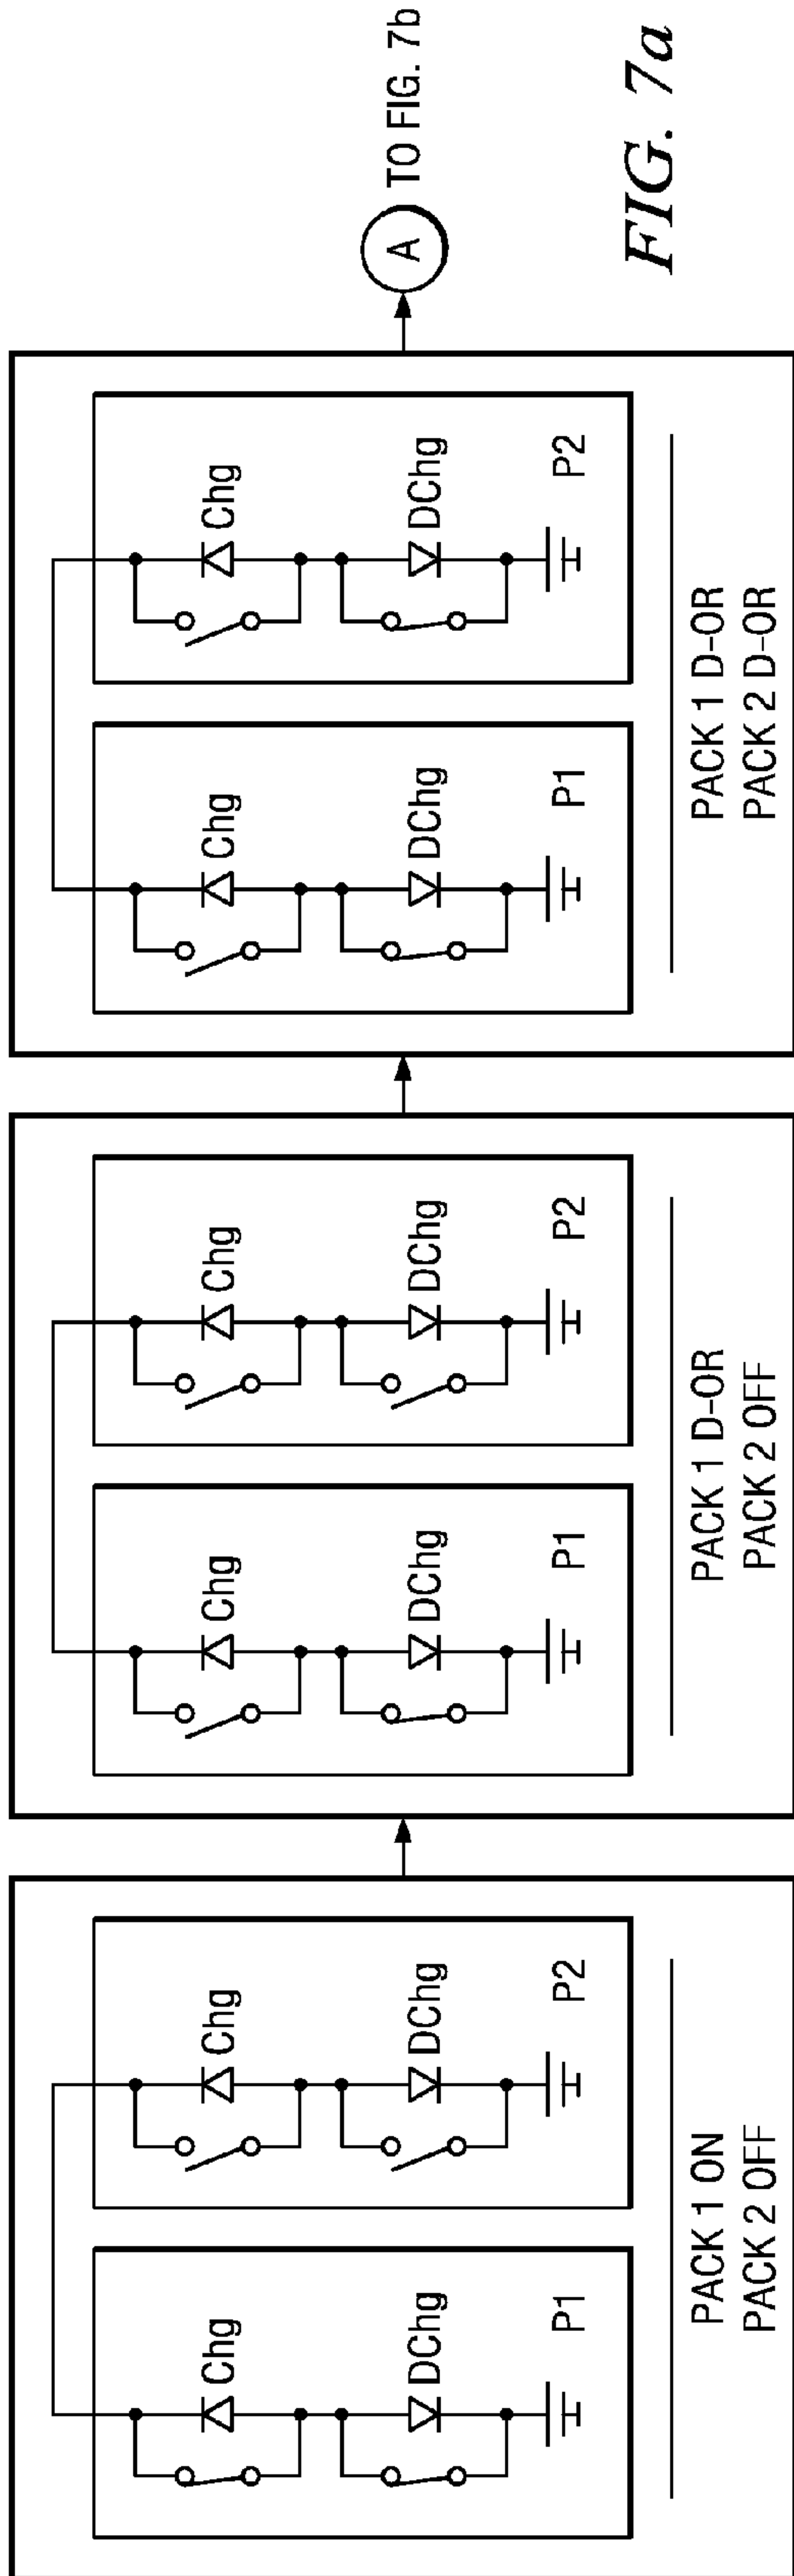 Chg
DChg
P1
Chg
DChg
P2
PACK 1 ON
PACK 2 OFF
Chg
DChg
P1
Chg
DChg
P2
PACK 1 D-OR
PACK 2 OFF
Chg
DChg
P1
Chg
DChg
P2
PACK 1 D-OR
PACK 2 D-OR
A TO FIG. 7b
FIG. 7a